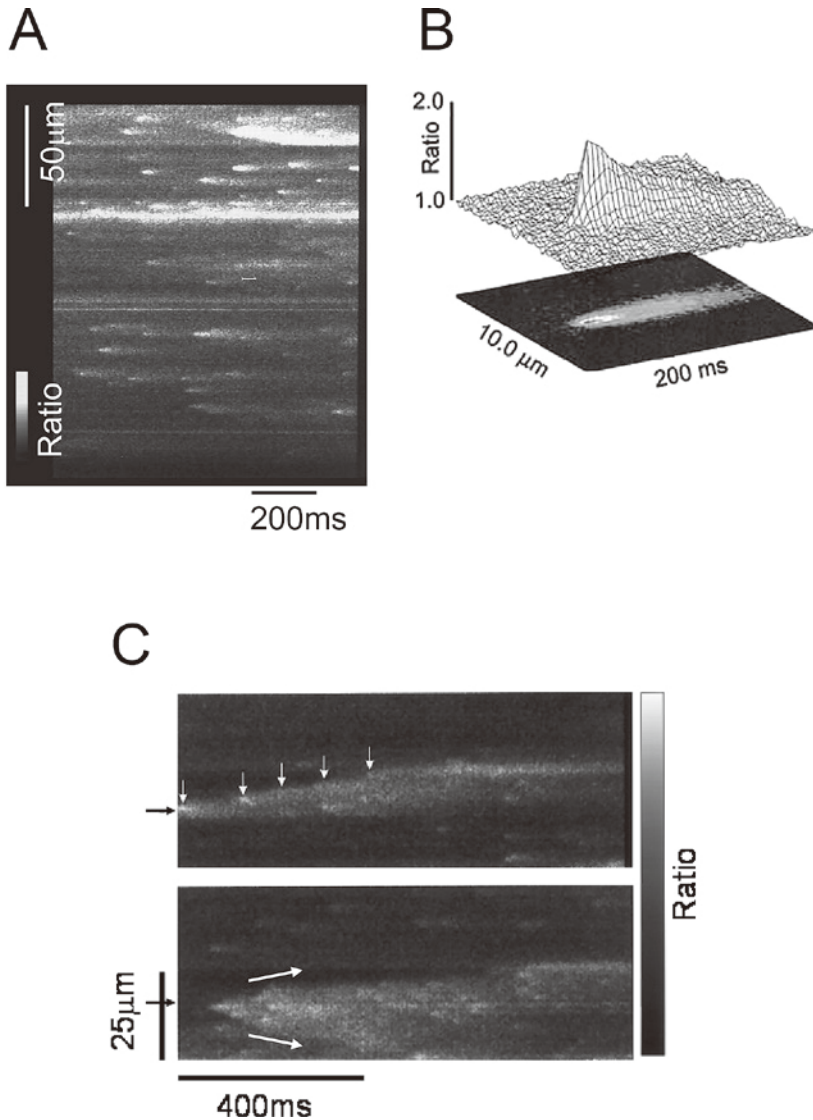 A
50μm
Ratio
200ms
B
2.0
Ratio
1.0
10.0 μm
200 ms
C
Ratio
25μm
400ms